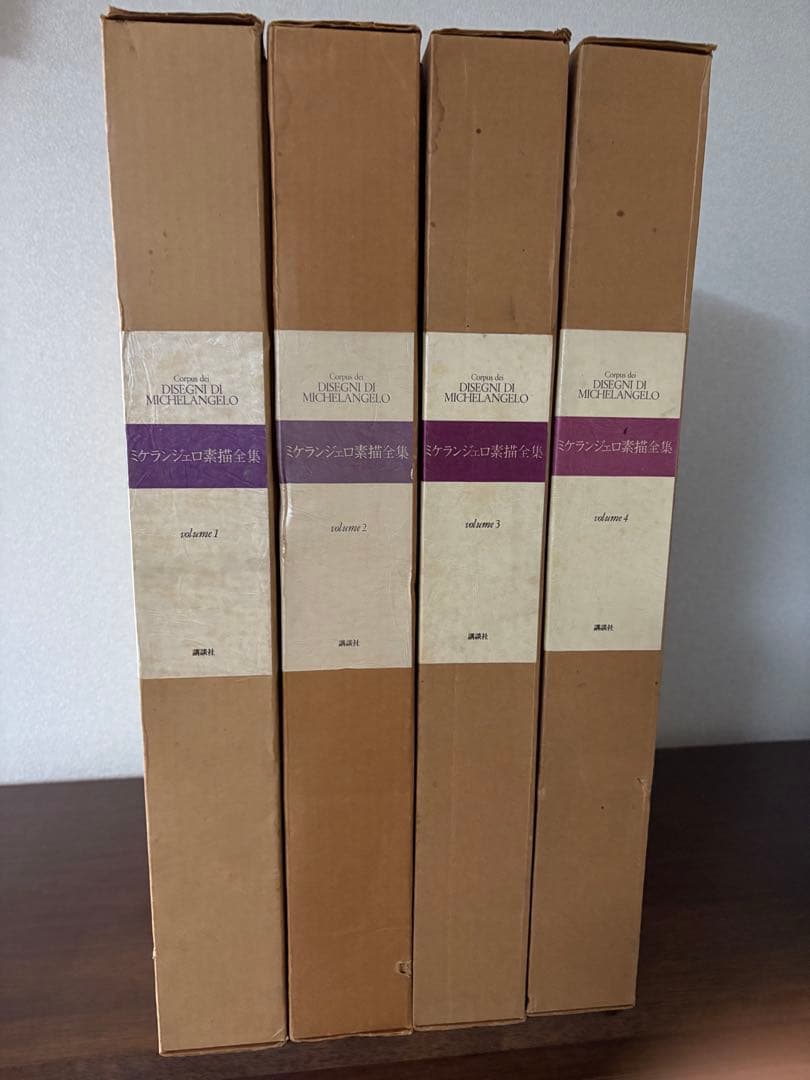 Corpus dei
DISEGNI DI
MICHELANGELO
ミケランジェロ素描全集
volume 1
講談社
Corpus dei
DISEGNI DI
MICHELANGELO
ミケランジェロ素描全集
volume 2
講談社
Corpus dei
DISEGNI DI
MICHELANGELO
ミケランジェロ素描全集
volume 3
講談社
Corpus dei
DISEGNI DI
MICHELANGELO
ミケランジェロ素描全集
volume 4
講談社